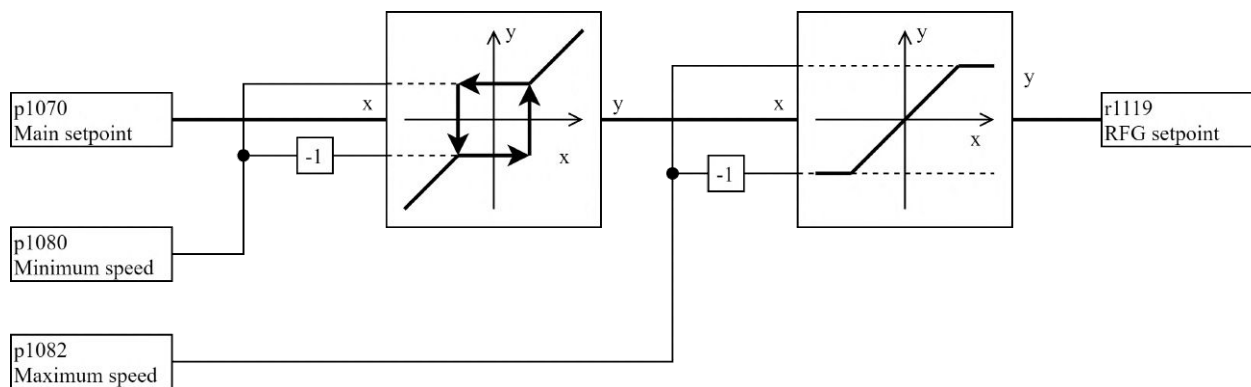 y
y
p1070
Main setpoint
x
y
x
y
r1119
RFG setpoint
-1
x
-1
x
p1080
Minimum speed
p1082
Maximum speed